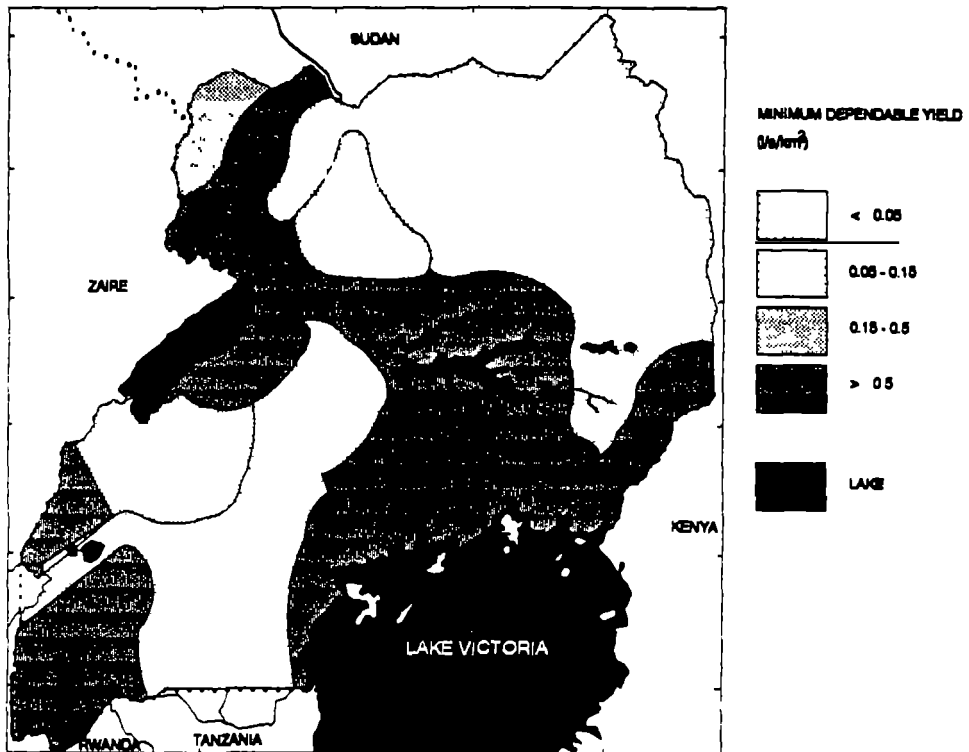 SUDAN
MINIMUM DEPENDABLE YIELD
(l/s/km²)
< 0.05
0.05 - 0.15
ZAIRE
0.15 - 0.5
> 0.5
LAKE
KENYA
LAKE VICTORIA
RWANDA
TANZANIA